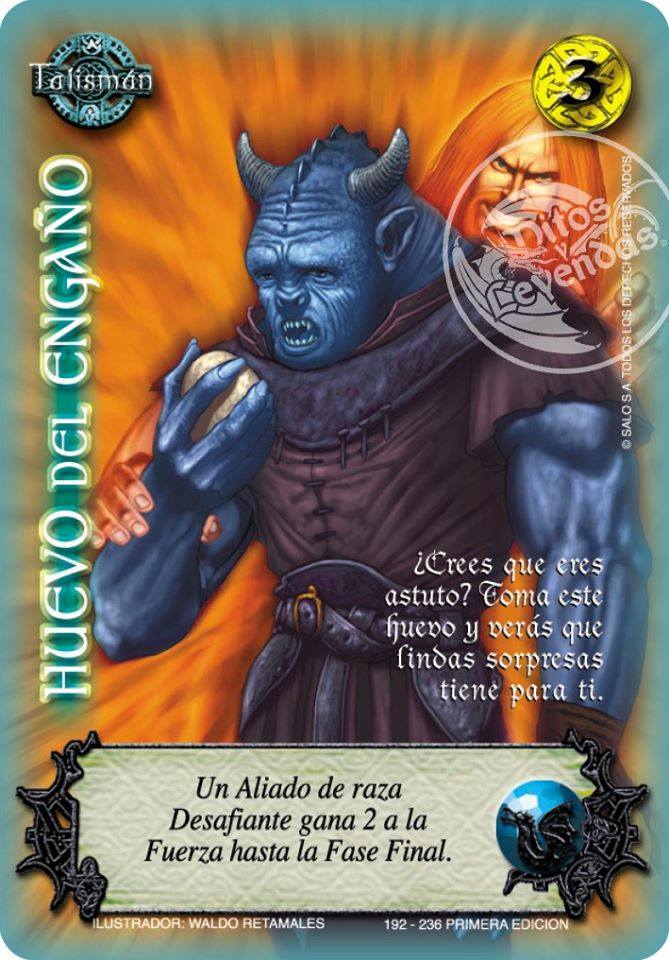 Talismán
3
HUEVO DEL ENGAÑO
Mitos
y
Leyendas
© SALO S.A. TODOS LOS DERECHOS RESERVADOS
¿Crees que eres
astuto? Toma este
huevo y verás que
lindas sorpresas
tiene para ti.
Un Aliado de raza
Desafiante gana 2 a la
Fuerza hasta la Fase Final.
ILUSTRADOR: WALDO RETAMALES
192 - 236 PRIMERA EDICION